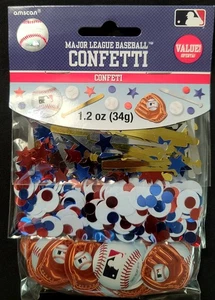 amscan
MAJOR LEAGUE BASEBALL™
CONFETTI
VALUE!
CONFETI
1.2 oz (34g)